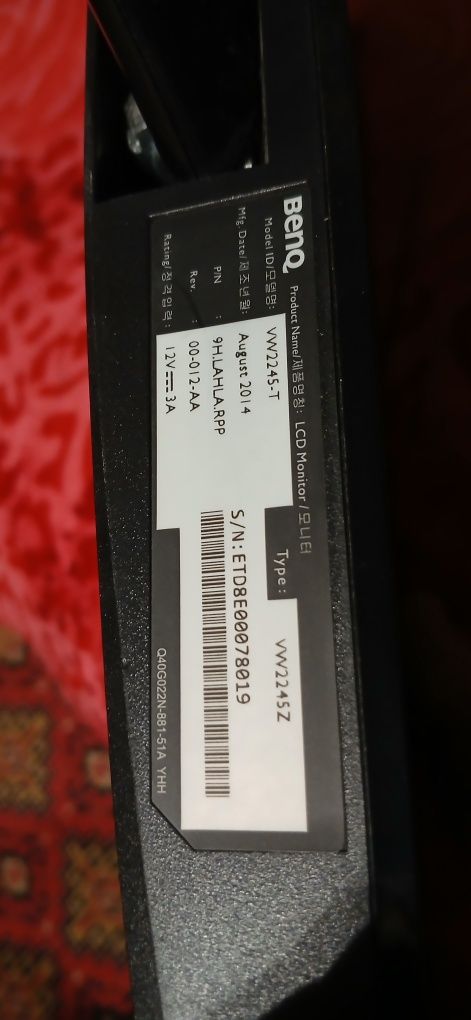 BenQ
Product Name/제품명칭: LCD Monitor / 모니터
Model ID/모델명: VW2245-T
Type: VW2245Z
Mfg. Date/제조년월: August 2014
P/N : 9H.LAHLA.RPP
S/N:ETD8E00078019
Rev. : 00-012-AA
Rating/정격입력: 12V⎓3A
Q40G022N-881-51A YHH